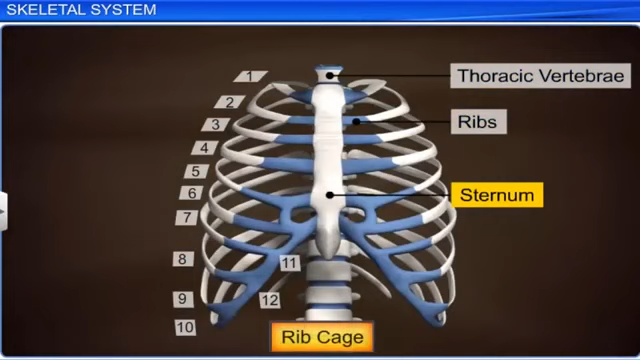 SKELETAL SYSTEM
1
Thoracic Vertebrae
2
Ribs
3
4
5
6
Sternum
7
8
11
9
12
10
Rib Cage